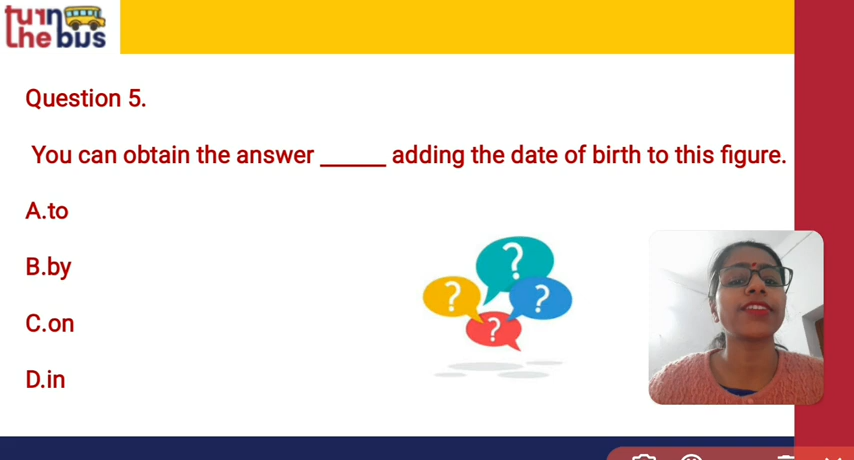 turn
the bus
Question 5.
You can obtain the answer ______ adding the date of birth to this figure.
A.to
B.by
C.on
D.in
? ? ? ?